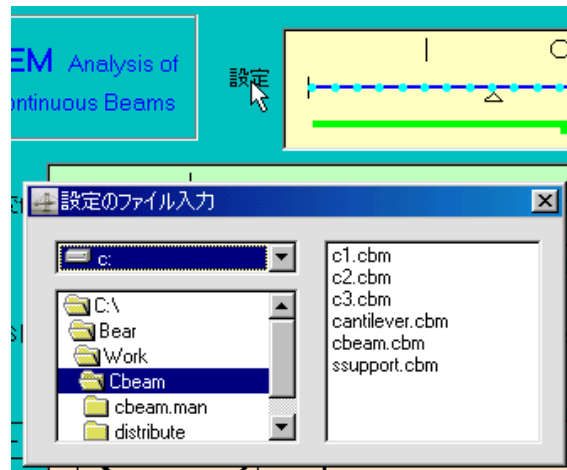 EM Analysis of
ntinuous Beams
設定
設定のファイル入力
c:
C:\
Bear
Work
Cbeam
cbeam.man
distribute
c1.cbm
c2.cbm
c3.cbm
cantilever.cbm
cbeam.cbm
ssupport.cbm